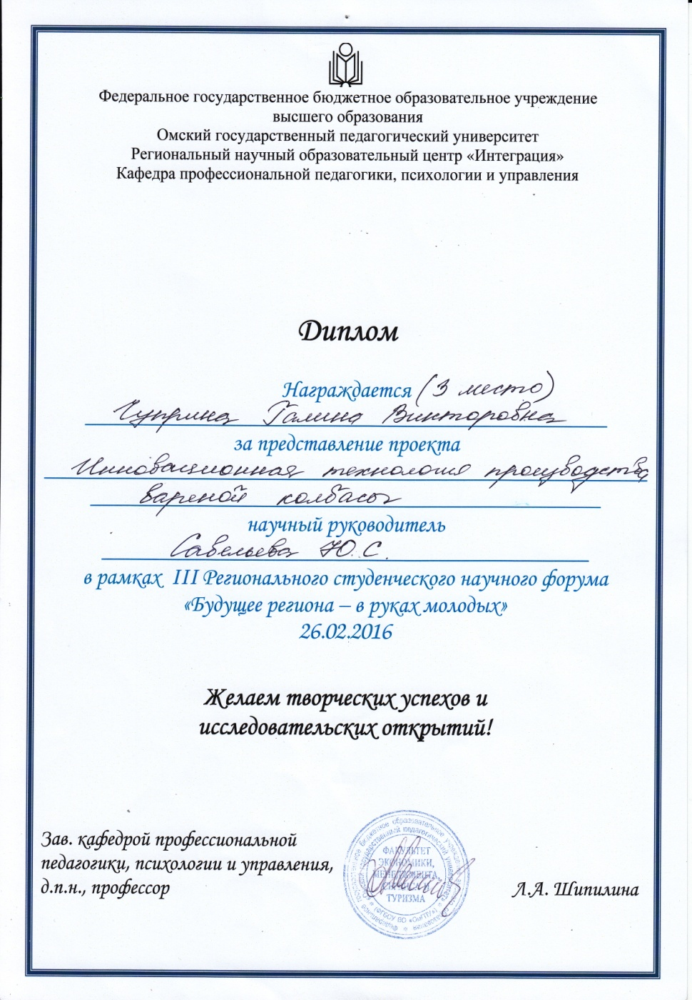 Федеральное государственное бюджетное образовательное учреждение
высшего образования
Омский государственный педагогический университет
Региональный научный образовательный центр «Интеграция»
Кафедра профессиональной педагогики, психологии и управления
Диплом
Награждается (3 место)
Чуприна Галина Викторовна
за представление проекта
Инновационная технология производства
вареной колбасы
научный руководитель
Савельева Ю.С.
в рамках III Регионального студенческого научного форума
«Будущее региона – в руках молодых»
26.02.2016
Желаем творческих успехов и
исследовательских открытий!
Зав. кафедрой профессиональной
педагогики, психологии и управления,
д.п.н., профессор
Л.А. Шипилина
ФАКУЛЬТЕТ
ЭКОНОМИКИ,
МЕНЕДЖМЕНТА,
ТУРИЗМА
(ФГБОУ ВО «ОмГПУ»)